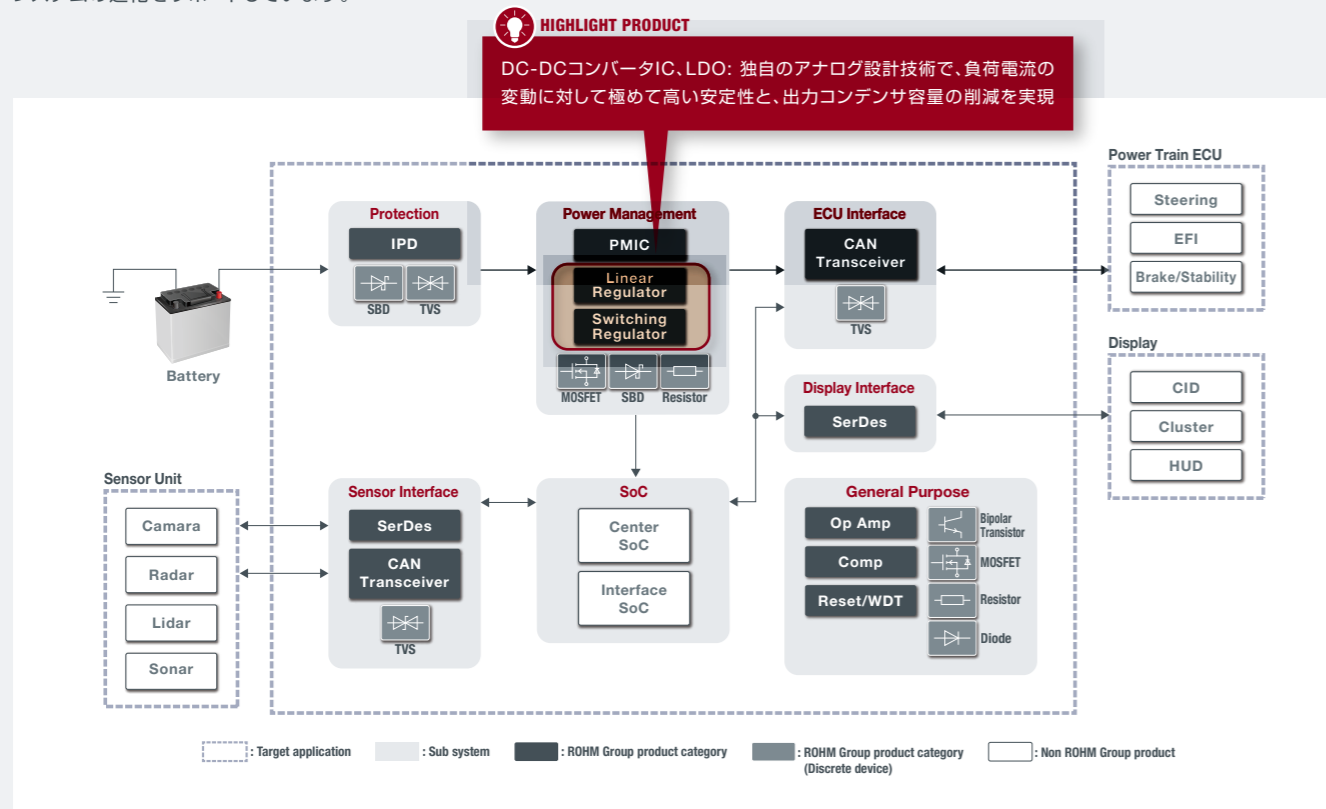 HIGHLIGHT PRODUCT
DC-DCコンバータIC、LDO: 独自のアナログ設計技術で、負荷電流の
変動に対して極めて高い安定性と、出力コンデンサ容量の削減を実現
Protection
IPD
SBD
TVS
Power Management
PMIC
Linear
Regulator
Switching
Regulator
MOSFET
SBD
Resistor
ECU Interface
CAN
Transceiver
TVS
Power Train ECU
Steering
EFI
Brake/Stability
Battery
Display Interface
SerDes
Display
CID
Cluster
HUD
Sensor Unit
Camara
Radar
Lidar
Sonar
Sensor Interface
SerDes
CAN
Transceiver
TVS
SoC
Center
SoC
Interface
SoC
General Purpose
Op Amp
Comp
Reset/WDT
Bipolar
Transistor
MOSFET
Resistor
Diode
: Target application
: Sub system
: ROHM Group product category
: ROHM Group product category
(Discrete device)
: Non ROHM Group product